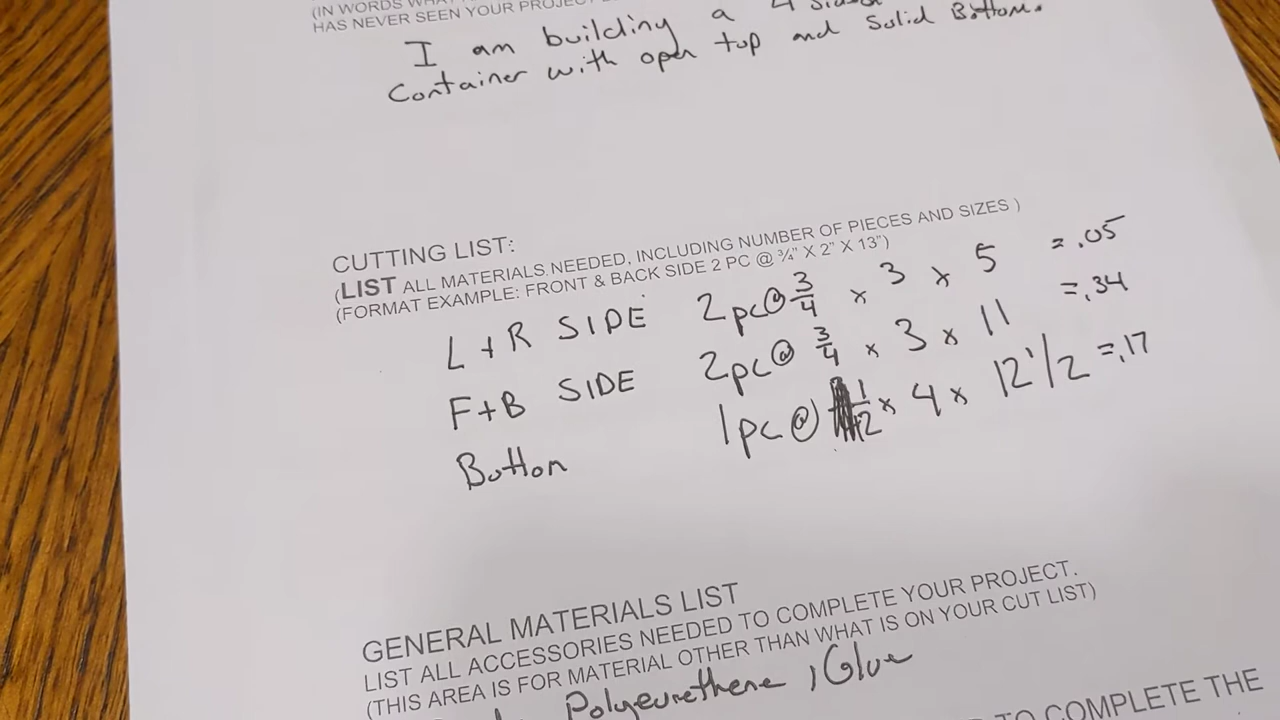 (IN WORDS
HAS NEVER SEEN YOUR PROJECT
I am building a 4 sided
Container with open top and Solid Bottom.
CUTTING LIST:
(LIST ALL MATERIALS NEEDED, INCLUDING NUMBER OF PIECES AND SIZES )
(FORMAT EXAMPLE: FRONT & BACK SIDE 2 PC @ ¾" X 2" X 13")
L + R SIDE 2pc@ 3/4 x 3 x 5 = .05
F+B SIDE 2pc@ 3/4 x 3 x 11 = .34
Button 1pc@ 1/2 x 4 x 12 1/2 = .17
GENERAL MATERIALS LIST
LIST ALL ACCESSORIES NEEDED TO COMPLETE YOUR PROJECT.
(THIS AREA IS FOR MATERIAL OTHER THAN WHAT IS ON YOUR CUT LIST)
Polyeurethene, Glue
TO COMPLETE THE